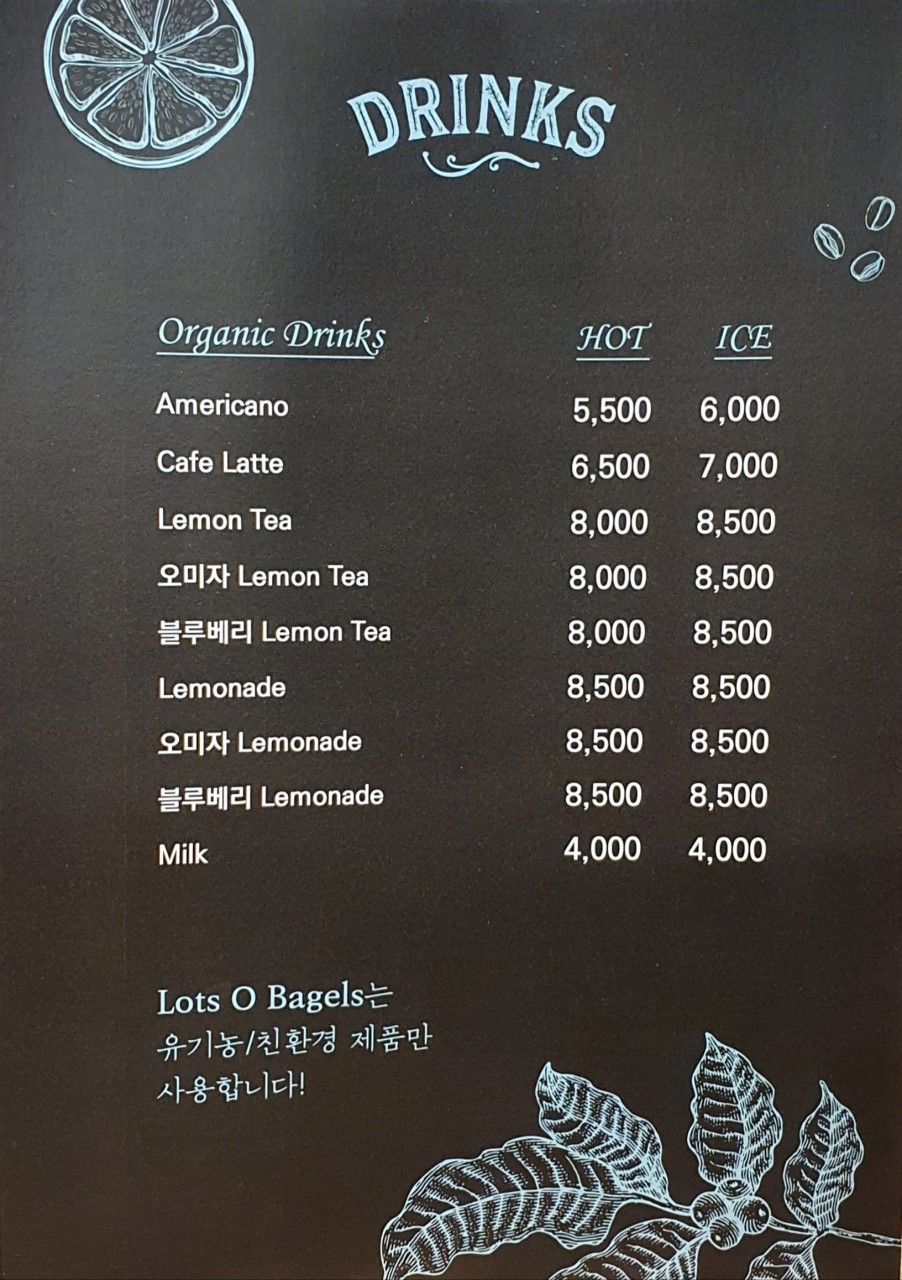 DRINKS
Organic Drinks HOT ICE
Americano 5,500 6,000
Cafe Latte 6,500 7,000
Lemon Tea 8,000 8,500
오미자 Lemon Tea 8,000 8,500
블루베리 Lemon Tea 8,000 8,500
Lemonade 8,500 8,500
오미자 Lemonade 8,500 8,500
블루베리 Lemonade 8,500 8,500
Milk 4,000 4,000
Lots O Bagels는
유기농/친환경 제품만
사용합니다!